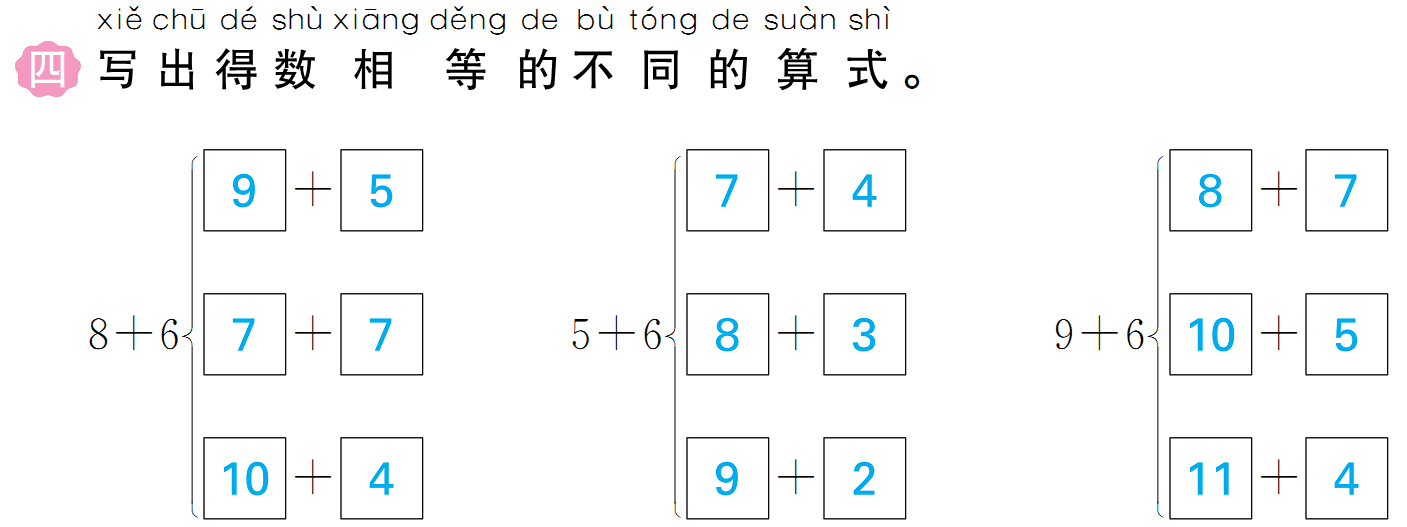 xiě chū dé shù xiāng děng de bù tóng de suàn shì
四 写出得数相等的不同的算式。
9+5 7+4 8+7
8+6 7+7 5+6 8+3 9+6 10+5
10+4 9+2 11+4